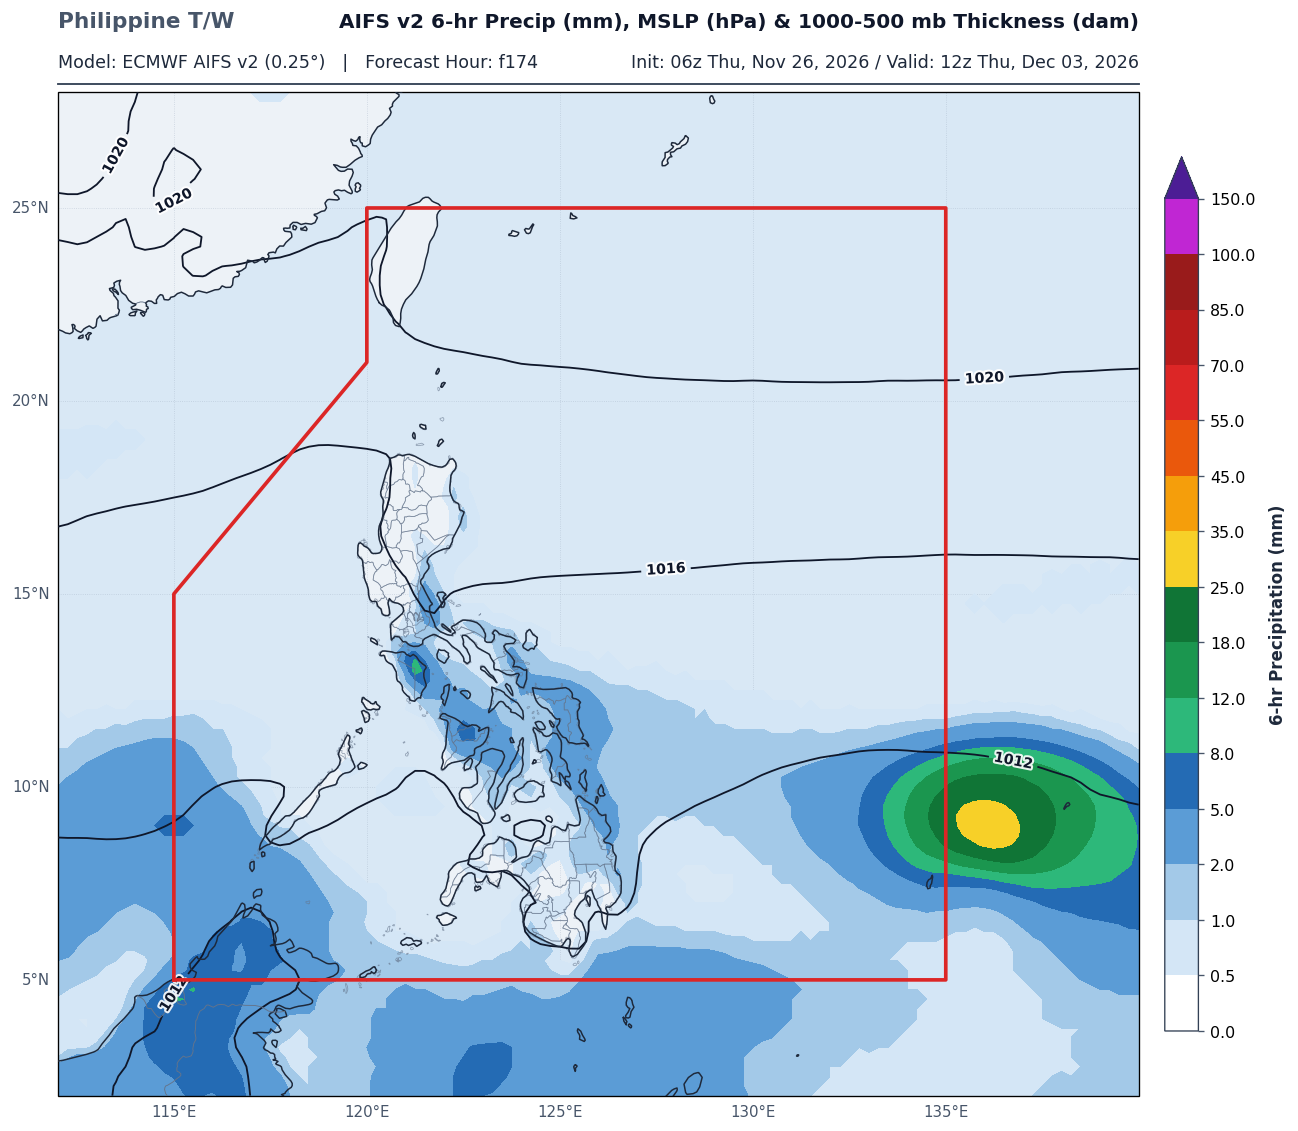 Philippine T/W
AIFS v2 6-hr Precip (mm), MSLP (hPa) & 1000-500 mb Thickness (dam)
Model: ECMWF AIFS v2 (0.25°) | Forecast Hour: f174
Init: 06z Thu, Nov 26, 2026 / Valid: 12z Thu, Dec 03, 2026
1020
1020
1020
1016
1012
1012
25°N
20°N
15°N
10°N
5°N
115°E
120°E
125°E
130°E
135°E
150.0
100.0
85.0
70.0
55.0
45.0
35.0
25.0
18.0
12.0
8.0
5.0
2.0
1.0
0.5
0.0
6-hr Precipitation (mm)